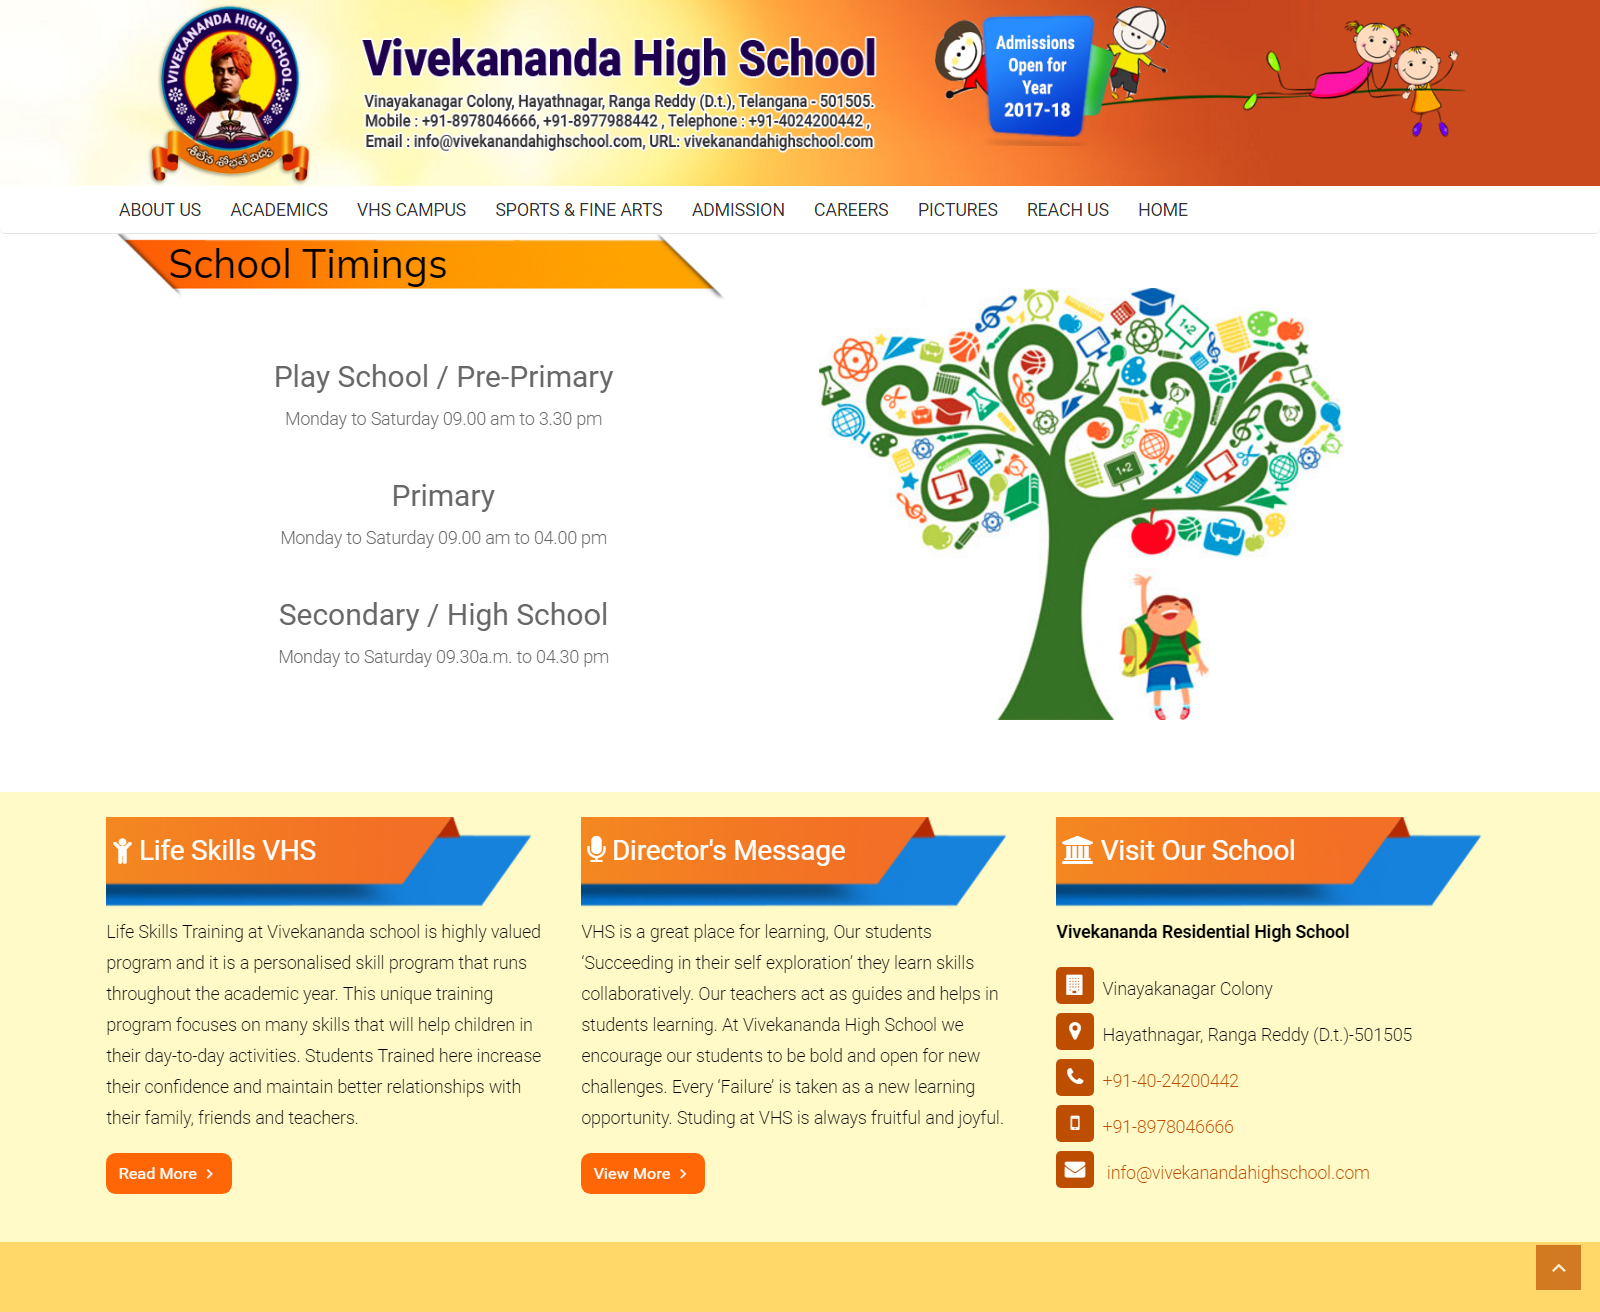 VIVEKANANDA HIGH SCHOOL
Vivekananda High School
Vinayakanagar Colony, Hayathnagar, Ranga Reddy (D.t.), Telangana - 501505.
Mobile : +91-8978046666, +91-8977988442 , Telephone : +91-4024200442 ,
Email : info@vivekanandahighschool.com, URL: vivekanandahighschool.com
Admissions
Open for
Year
2017-18
ABOUT US ACADEMICS VHS CAMPUS SPORTS & FINE ARTS ADMISSION CAREERS PICTURES REACH US HOME
School Timings
Play School / Pre-Primary
Monday to Saturday 09.00 am to 3.30 pm
Primary
Monday to Saturday 09.00 am to 04.00 pm
Secondary / High School
Monday to Saturday 09.30a.m. to 04.30 pm
1+2
1+2
Life Skills VHS
Life Skills Training at Vivekananda school is highly valued
program and it is a personalised skill program that runs
throughout the academic year. This unique training
program focuses on many skills that will help children in
their day-to-day activities. Students Trained here increase
their confidence and maintain better relationships with
their family, friends and teachers.
Read More
Director's Message
VHS is a great place for learning, Our students
‘Succeeding in their self exploration’ they learn skills
collaboratively. Our teachers act as guides and helps in
students learning. At Vivekananda High School we
encourage our students to be bold and open for new
challenges. Every ‘Failure’ is taken as a new learning
opportunity. Studing at VHS is always fruitful and joyful.
View More
Visit Our School
Vivekananda Residential High School
Vinayakanagar Colony
Hayathnagar, Ranga Reddy (D.t.)-501505
+91-40-24200442
+91-8978046666
info@vivekanandahighschool.com